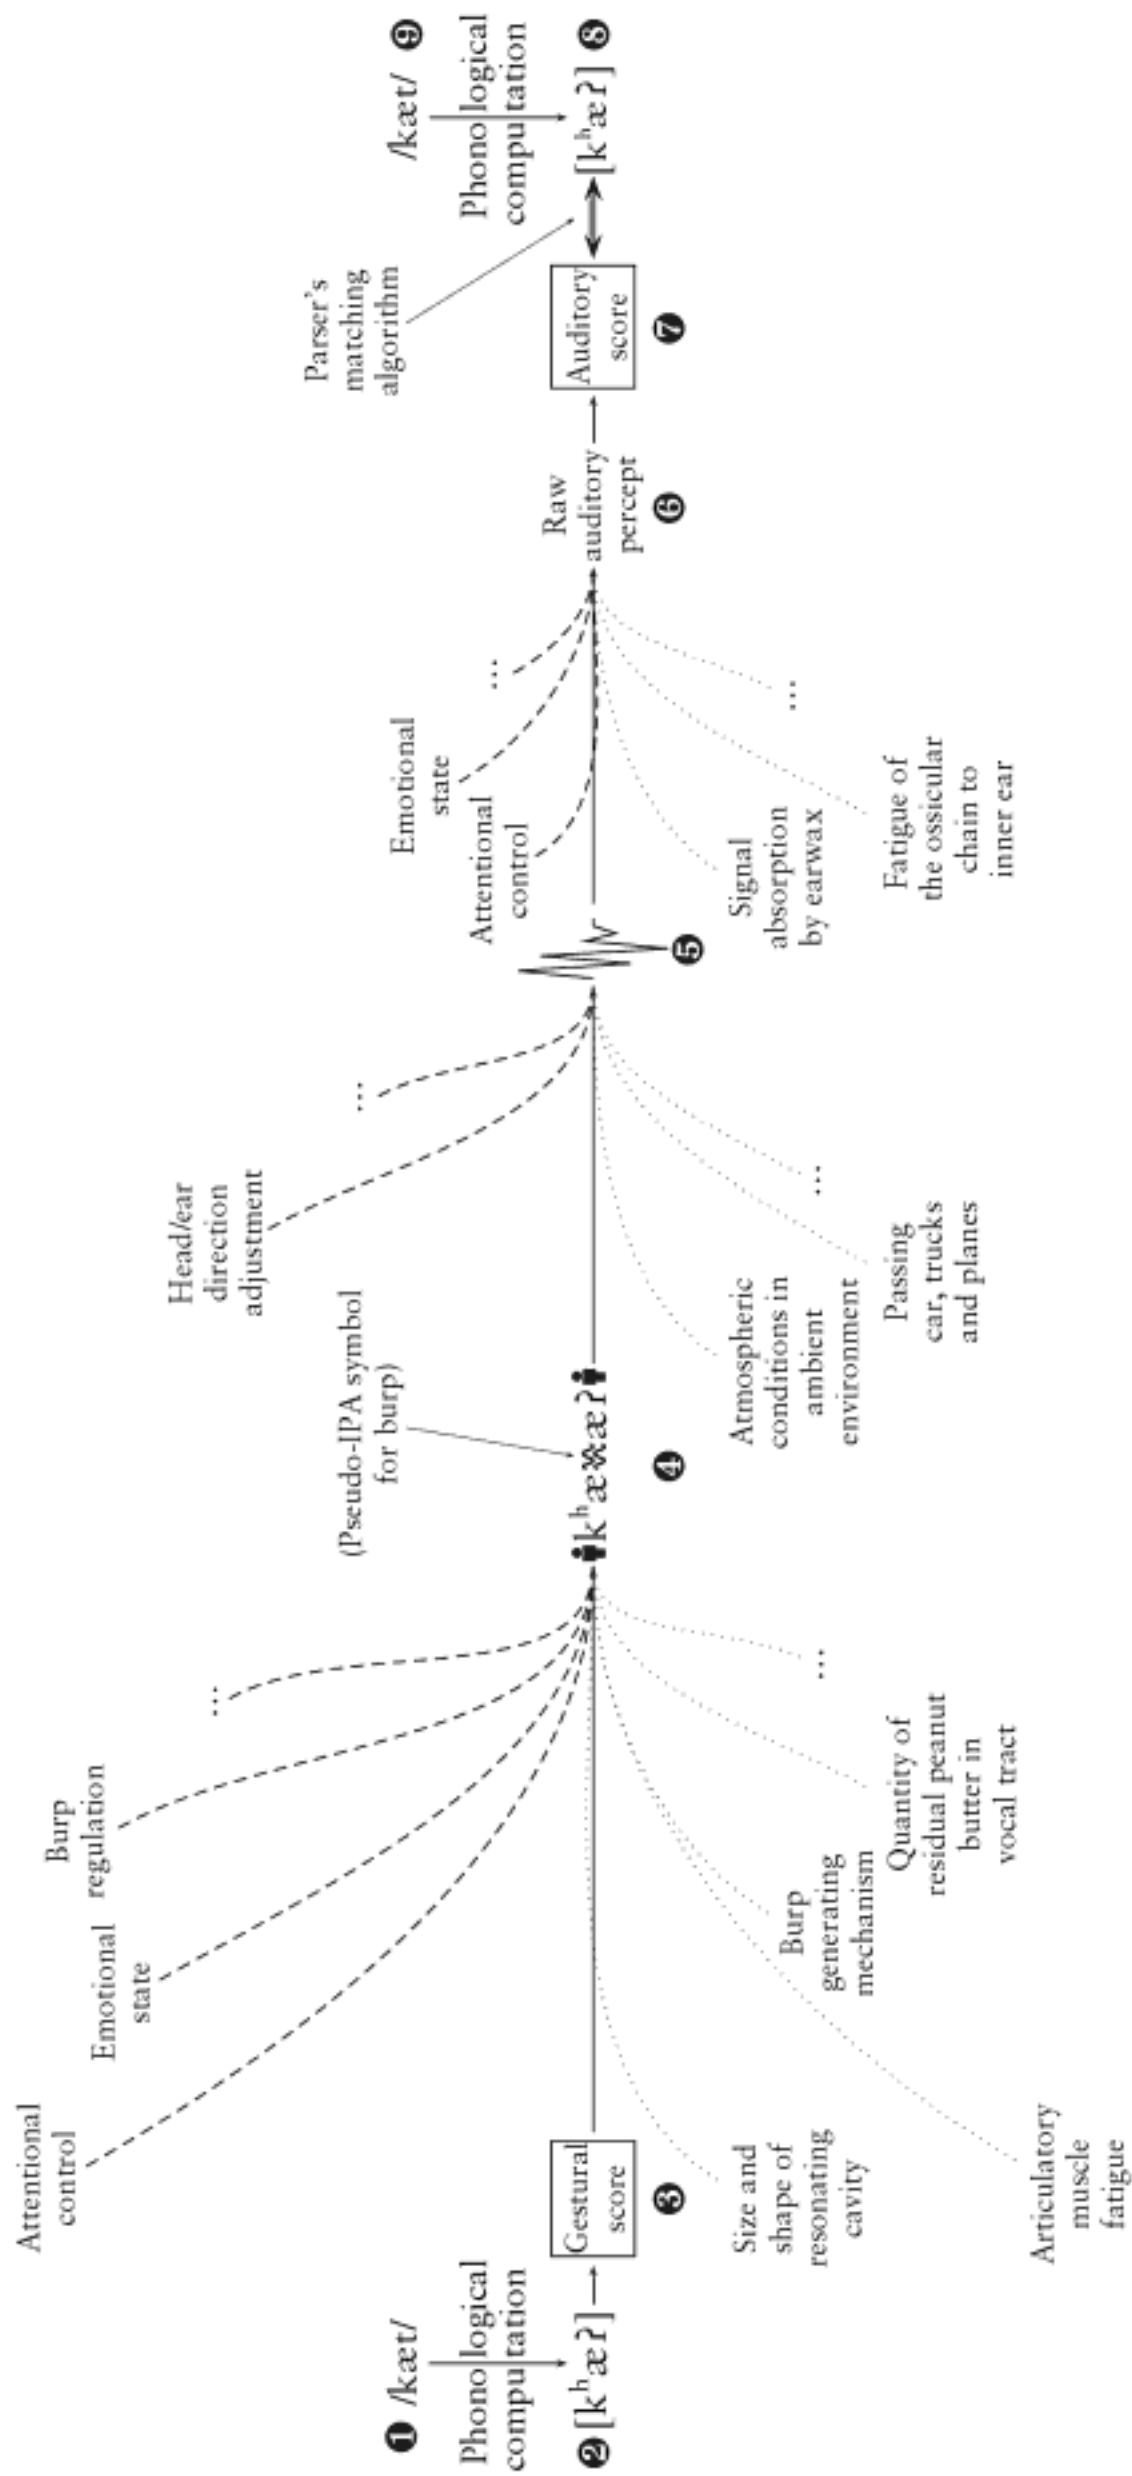 Attentional
control
Emotional
state
Burp
regulation
...
(Pseudo-IPA symbol
for burp)
Head/ear
direction
adjustment
...
Emotional
state
Attentional
control
...
Parser's
matching
algorithm
❶ /kæt/
Phonological
computation
❷ [kʰæʔ]
Gestural
score
❸
kʰæ æʔ
❹
❺
Raw
auditory
percept
❻
Auditory
score
❼
/kæt/ ❾
Phonological
computation
[kʰæʔ] ❽
Size and
shape of
resonating
cavity
Articulatory
muscle
fatigue
Burp
generating
mechanism
Quantity of
residual peanut
butter in
vocal tract
...
Atmospheric
conditions in
ambient
environment
Passing
car, trucks
and planes
...
Signal
absorption
by earwax
Fatigue of
the ossicular
chain to
inner ear
...